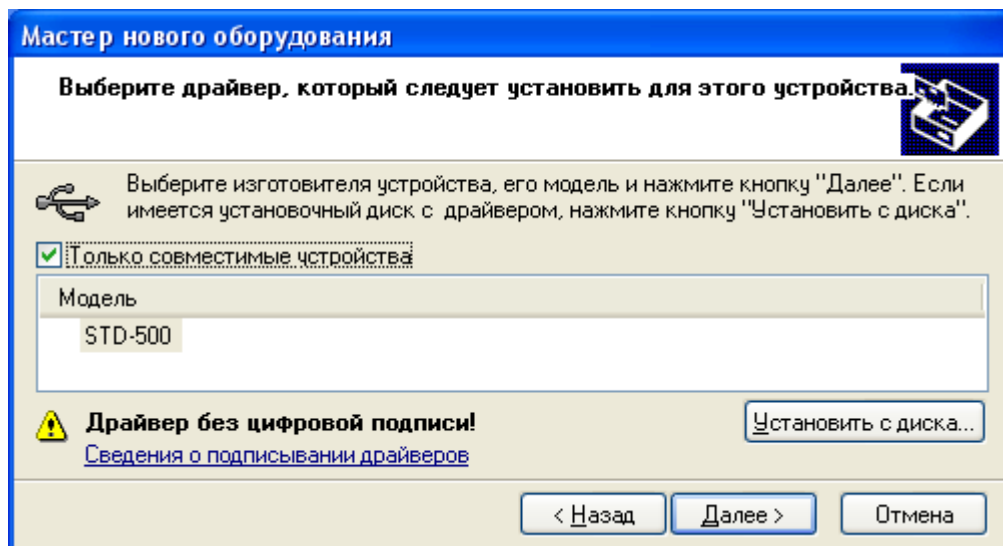 Мастер нового оборудования
Выберите драйвер, который следует установить для этого устройства.
Выберите изготовителя устройства, его модель и нажмите кнопку "Далее". Если
имеется установочный диск с драйвером, нажмите кнопку "Установить с диска".
Только совместимые устройства
Модель
STD-500
Драйвер без цифровой подписи!
Установить с диска...
Сведения о подписывании драйверов
< Назад
Далее >
Отмена